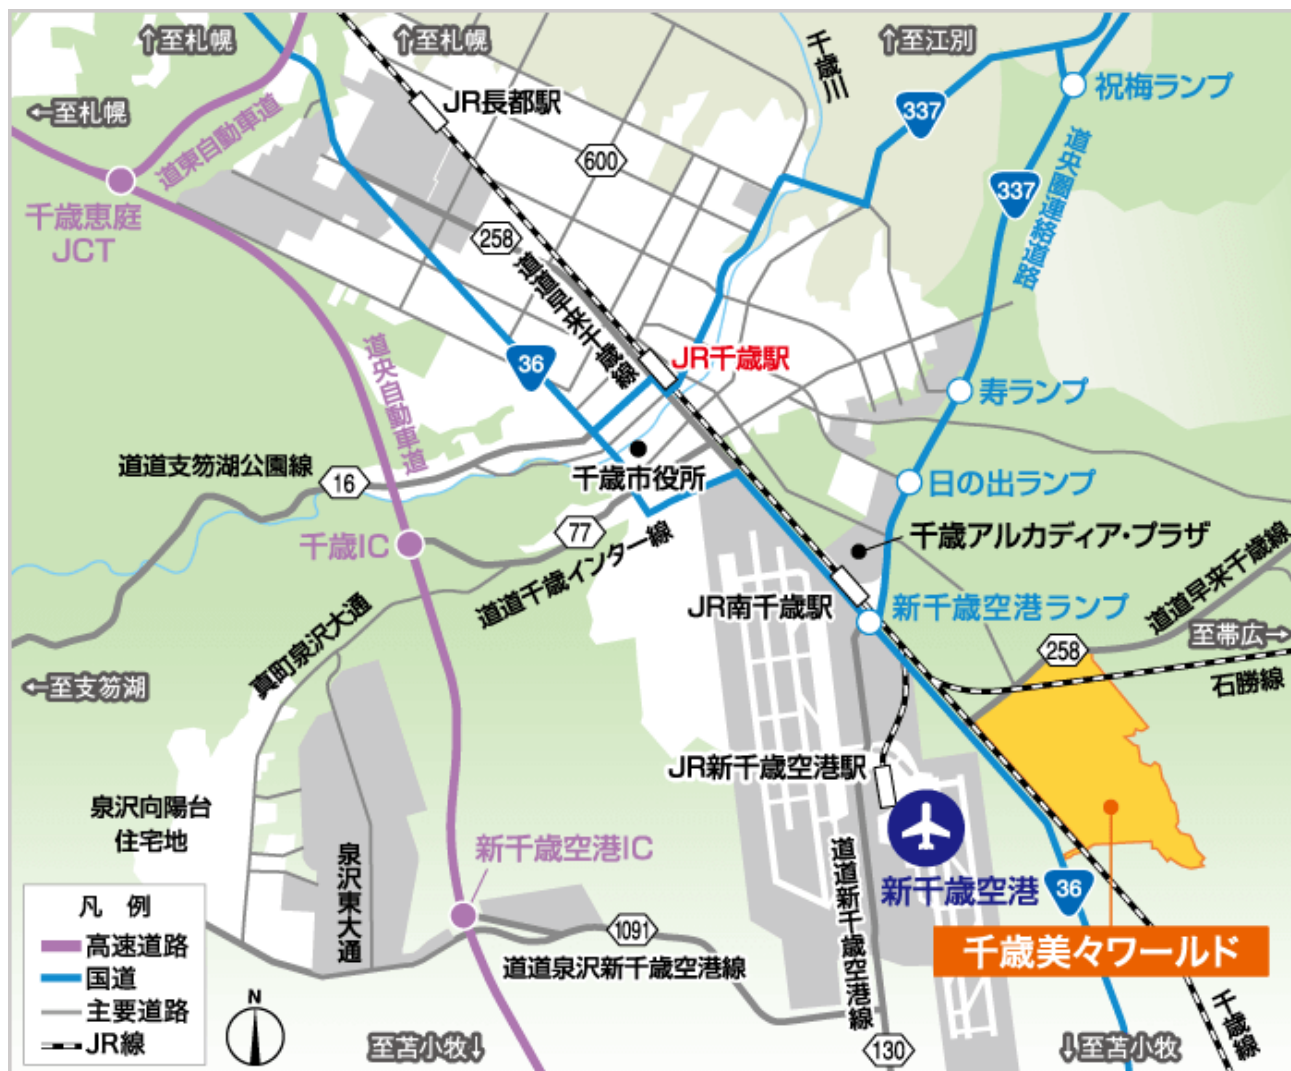 ↑至札幌
↑至札幌
千歳川
↑至江別
←至札幌
JR長都駅
337
祝梅ランプ
道東自動車道
600
道央圏連絡道路
337
千歳恵庭
JCT
258
道道早来千歳線
36
JR千歳駅
道央自動車道
寿ランプ
道道支笏湖公園線
16
千歳市役所
日の出ランプ
77
千歳IC
道道千歳インター線
千歳アルカディア・プラザ
JR南千歳駅
新千歳空港ランプ
道道早来千歳線
258
至帯広→
石勝線
←至支笏湖
真町泉沢大通
JR新千歳空港駅
泉沢向陽台
住宅地
泉沢東大通
新千歳空港IC
道道新千歳空港線
新千歳空港
36
千歳美々ワールド
1091
道道泉沢新千歳空港線
凡 例
高速道路
国道
主要道路
JR線
N
至苫小牧↓
130
↓至苫小牧
千歳線